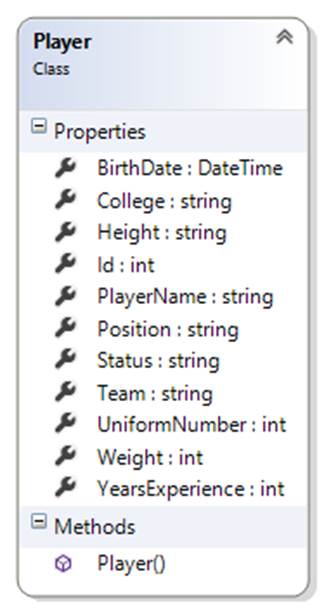 Player
Class
Properties
BirthDate : DateTime
College : string
Height : string
Id : int
PlayerName : string
Position : string
Status : string
Team : string
UniformNumber : int
Weight : int
YearsExperience : int
Methods
Player()